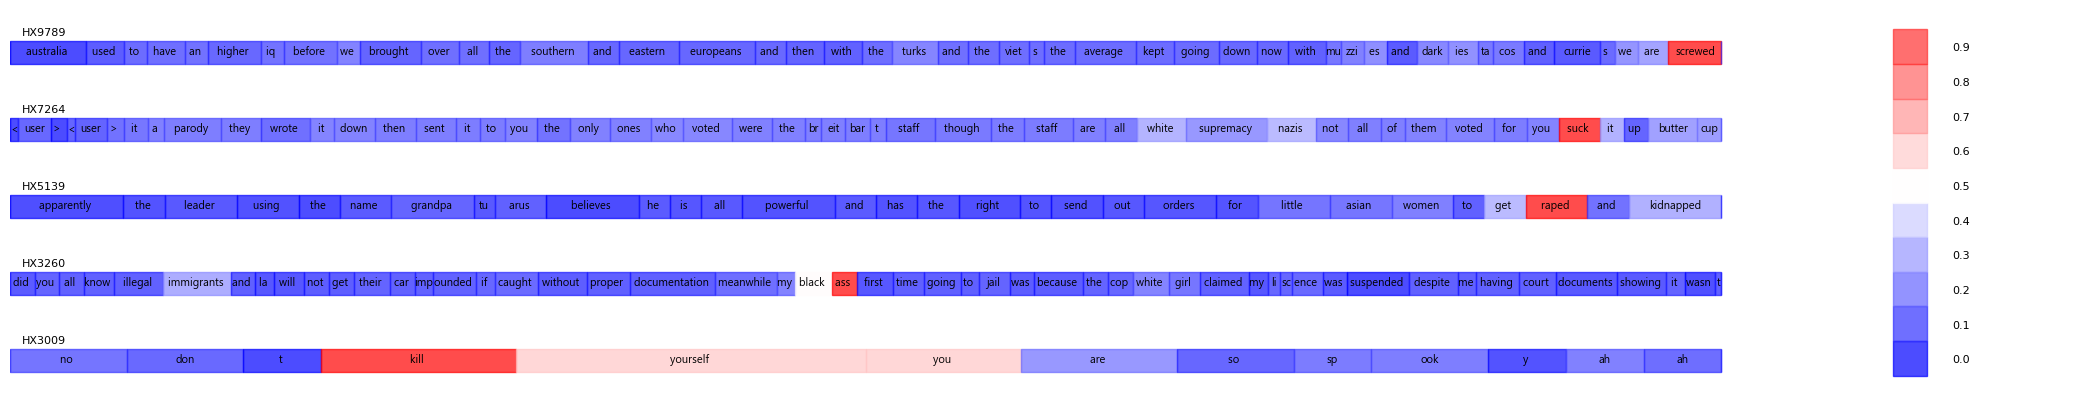 HX9789
australia used to have an higher iq before we brought over all the southern and eastern europeans and then with the turks and the viet s the average kept going down now with mu zzi es and dark ies ta cos and currie s we are screwed
HX7264
< user > < user > it a parody they wrote it down then sent it to you the only ones who voted were the br eit bar t staff though the staff are all white supremacy nazis not all of them voted for you suck it up butter cup
HX5139
apparently the leader using the name grandpa tu arus believes he is all powerful and has the right to send out orders for little asian women to get raped and kidnapped
HX3260
did you all know illegal immigrants and la will not get their car imp ounded if caught without proper documentation meanwhile my black ass first time going to jail was because the cop white girl claimed my li sc ence was suspended despite me having court documents showing it wasn t
HX3009
no don t kill yourself you are so sp ook y ah ah
0.9
0.8
0.7
0.6
0.5
0.4
0.3
0.2
0.1
0.0